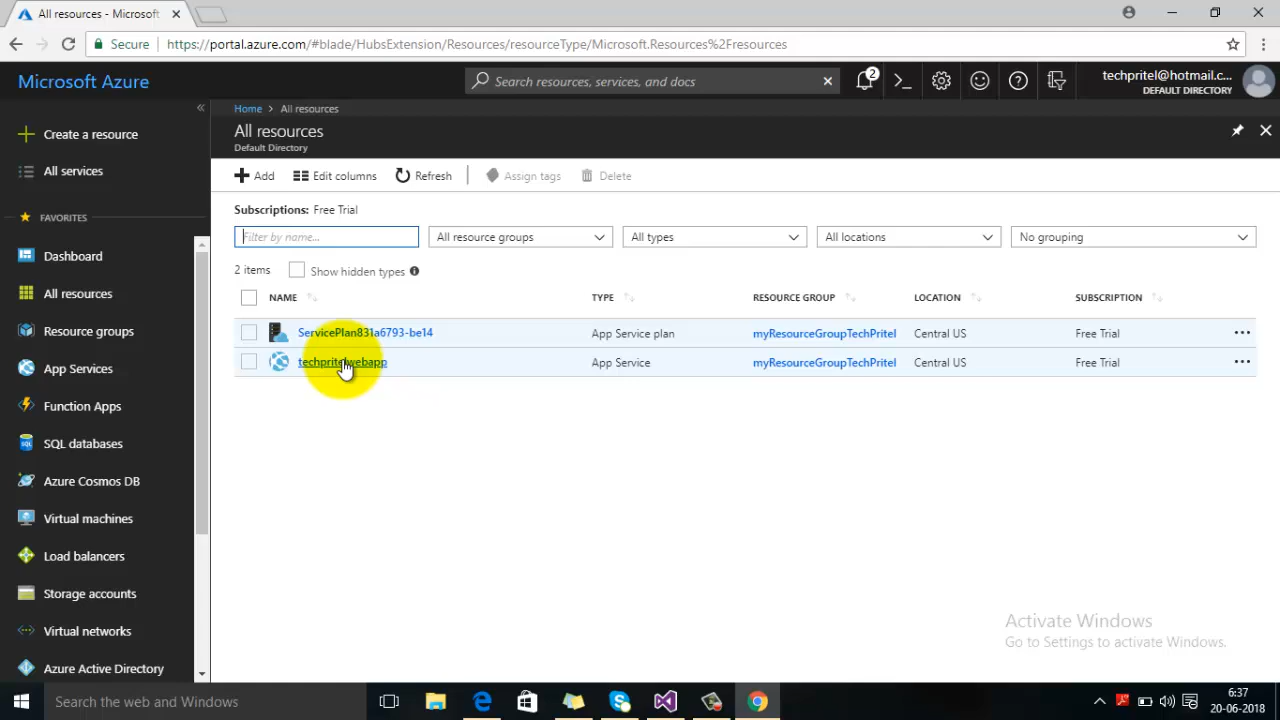 All resources - Microsoft
Secure https://portal.azure.com/#blade/HubsExtension/Resources/resourceType/Microsoft.Resources%2Fresources
Microsoft Azure
Search resources, services, and docs
2
techpritel@hotmail.c...
DEFAULT DIRECTORY
Home > All resources
All resources
Default Directory
Create a resource
All services
FAVORITES
Dashboard
All resources
Resource groups
App Services
Function Apps
SQL databases
Azure Cosmos DB
Virtual machines
Load balancers
Storage accounts
Virtual networks
Azure Active Directory
Add Edit columns Refresh Assign tags Delete
Subscriptions: Free Trial
Filter by name... All resource groups All types All locations No grouping
2 items Show hidden types
NAME TYPE RESOURCE GROUP LOCATION SUBSCRIPTION
ServicePlan831a6793-be14 App Service plan myResourceGroupTechPritel Central US Free Trial
techpritelwebapp App Service myResourceGroupTechPritel Central US Free Trial
Activate Windows
Go to Settings to activate Windows.
Search the web and Windows
6:37
20-06-2018